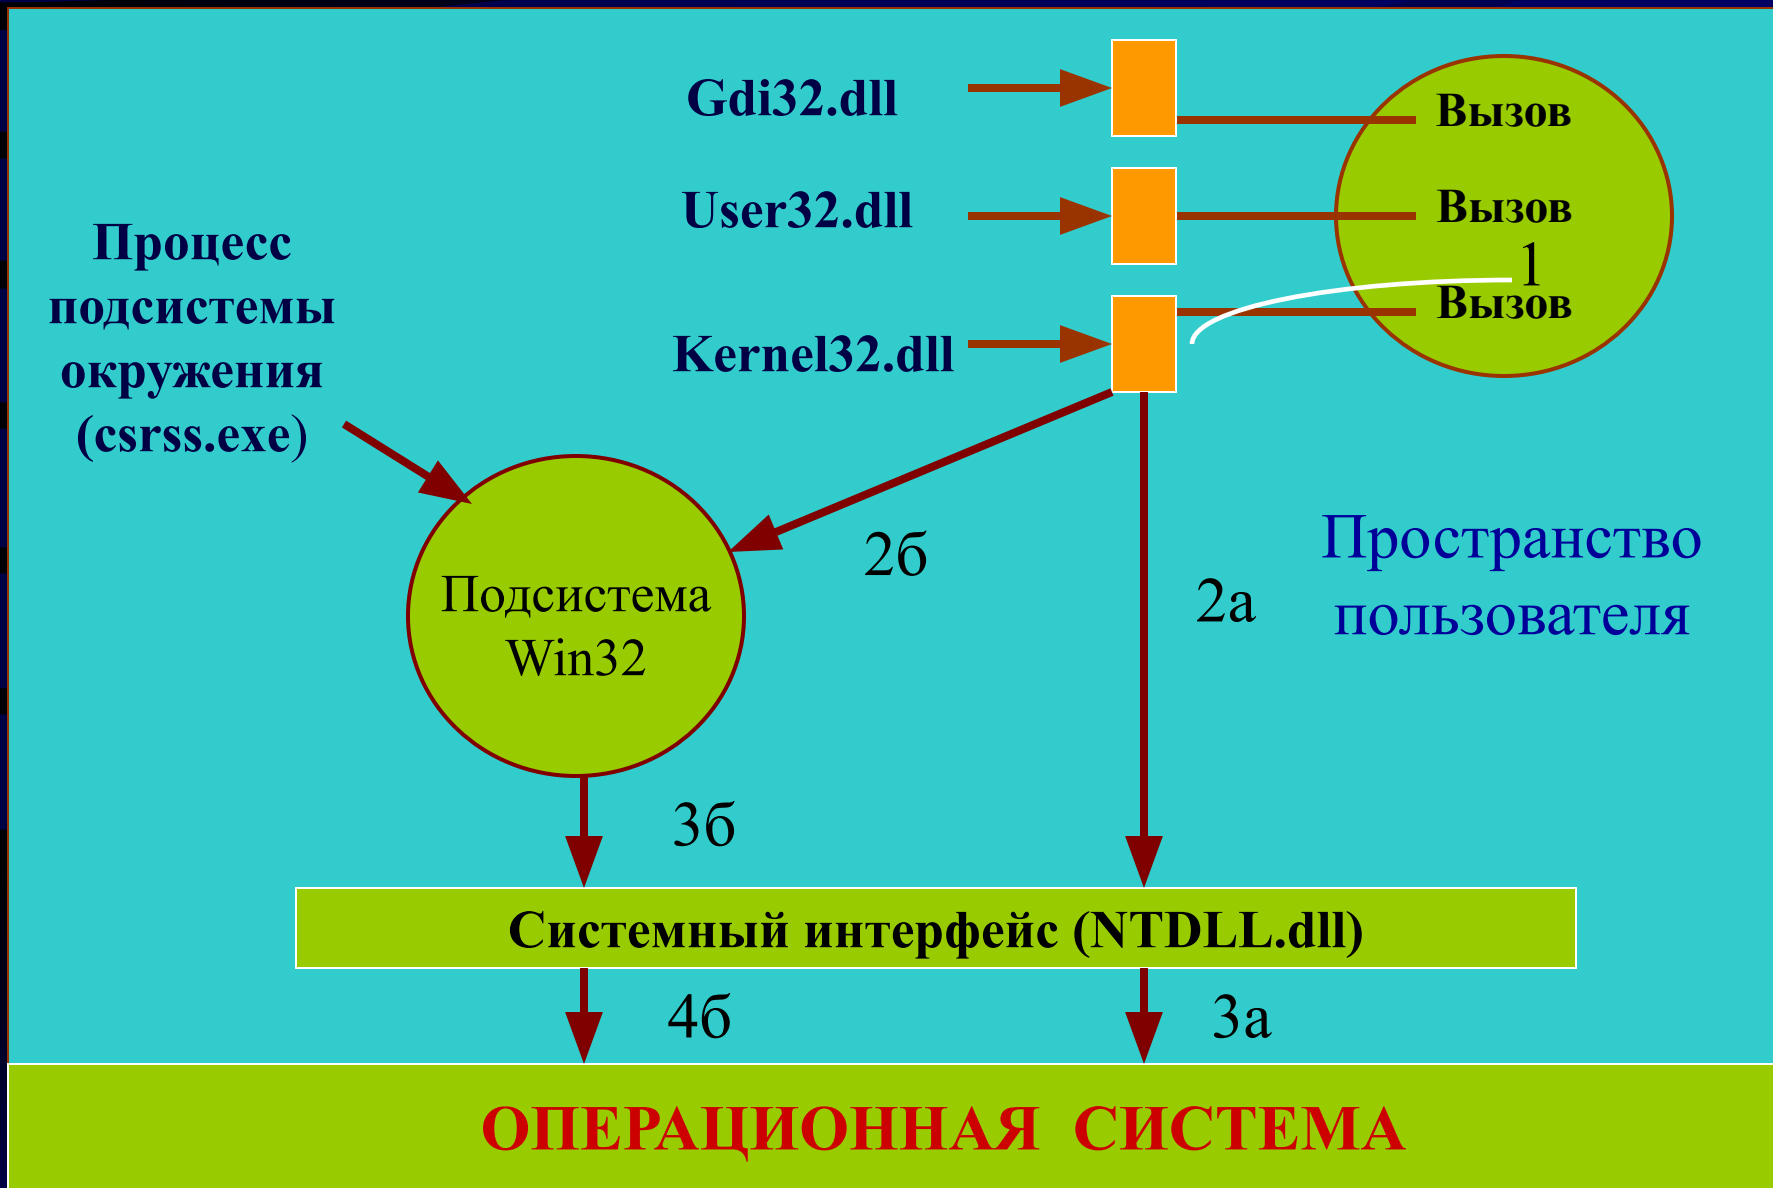 Gdi32.dll
Вызов
User32.dll
Вызов
1
Kernel32.dll
Вызов
Процесс
подсистемы
окружения
(csrss.exe)
2б
2а
Пространство
пользователя
Подсистема
Win32
3б
Системный интерфейс (NTDLL.dll)
4б
3а
ОПЕРАЦИОННАЯ СИСТЕМА